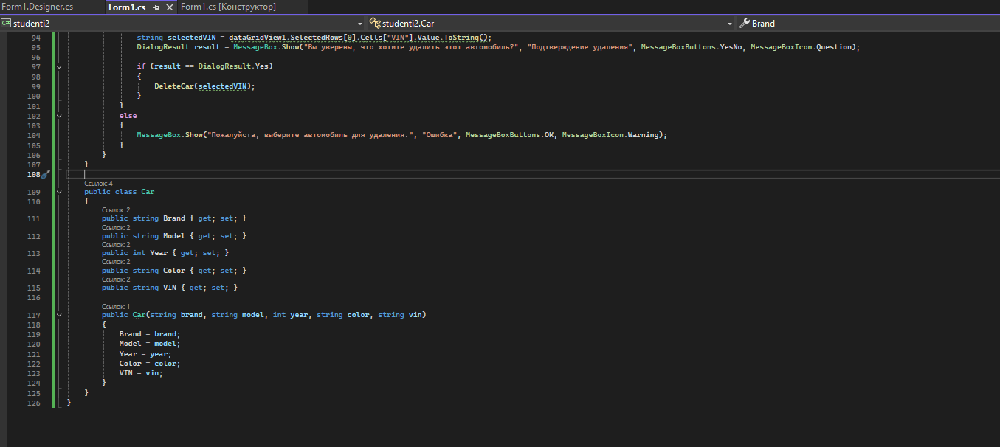 Form1.Designer.cs Form1.cs Form1.cs [Конструктор]
C# studenti2 studenti2.Car Brand
94 string selectedVIN = dataGridView1.SelectedRows[0].Cells["VIN"].Value.ToString();
95 DialogResult result = MessageBox.Show("Вы уверены, что хотите удалить этот автомобиль?", "Подтверждение удаления", MessageBoxButtons.YesNo, MessageBoxIcon.Question);
96
97 if (result == DialogResult.Yes)
98 {
99 DeleteCar(selectedVIN);
100 }
101 }
102 else
103 {
104 MessageBox.Show("Пожалуйста, выберите автомобиль для удаления.", "Ошибка", MessageBoxButtons.OK, MessageBoxIcon.Warning);
105 }
106 }
107 }
108
Ссылок: 4
109 public class Car
110 {
Ссылок: 2
111 public string Brand { get; set; }
Ссылок: 2
112 public string Model { get; set; }
Ссылок: 2
113 public int Year { get; set; }
Ссылок: 2
114 public string Color { get; set; }
Ссылок: 2
115 public string VIN { get; set; }
116
Ссылок: 1
117 public Car(string brand, string model, int year, string color, string vin)
118 {
119 Brand = brand;
120 Model = model;
121 Year = year;
122 Color = color;
123 VIN = vin;
124 }
125 }
126 }